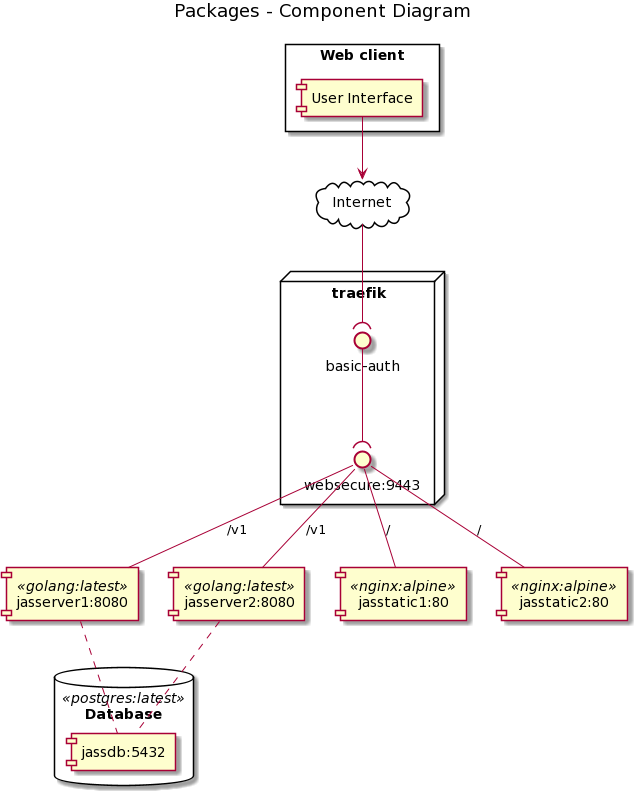 Packages - Component Diagram
Web client
User Interface
Internet
traefik
basic-auth
websecure:9443
/v1
/v1
/
/
«golang:latest»
jasserver1:8080
«golang:latest»
jasserver2:8080
«nginx:alpine»
jasstatic1:80
«nginx:alpine»
jasstatic2:80
«postgres:latest»
Database
jassdb:5432